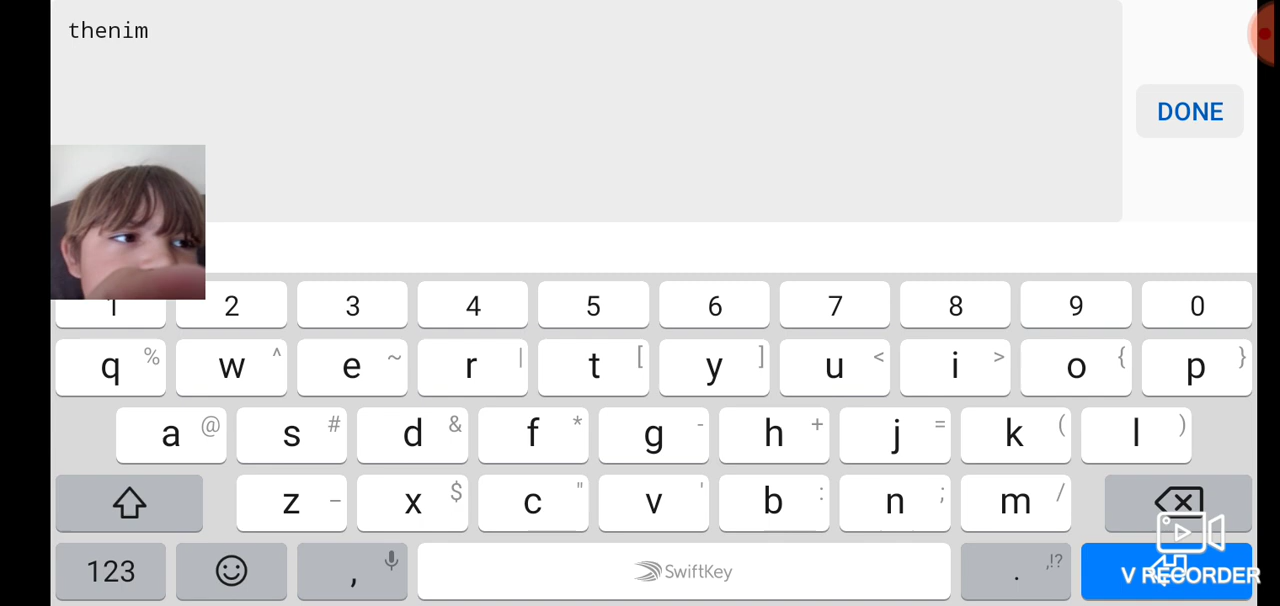 thenim
DONE
1 2 3 4 5 6 7 8 9 0
q % w ^ e ~ r | t [ y ] u < i > o { p }
a @ s # d & f * g - h + j = k ( l )
z _ x $ c " v ' b : n ; m /
123 , SwiftKey . ,!?
V RECORDER